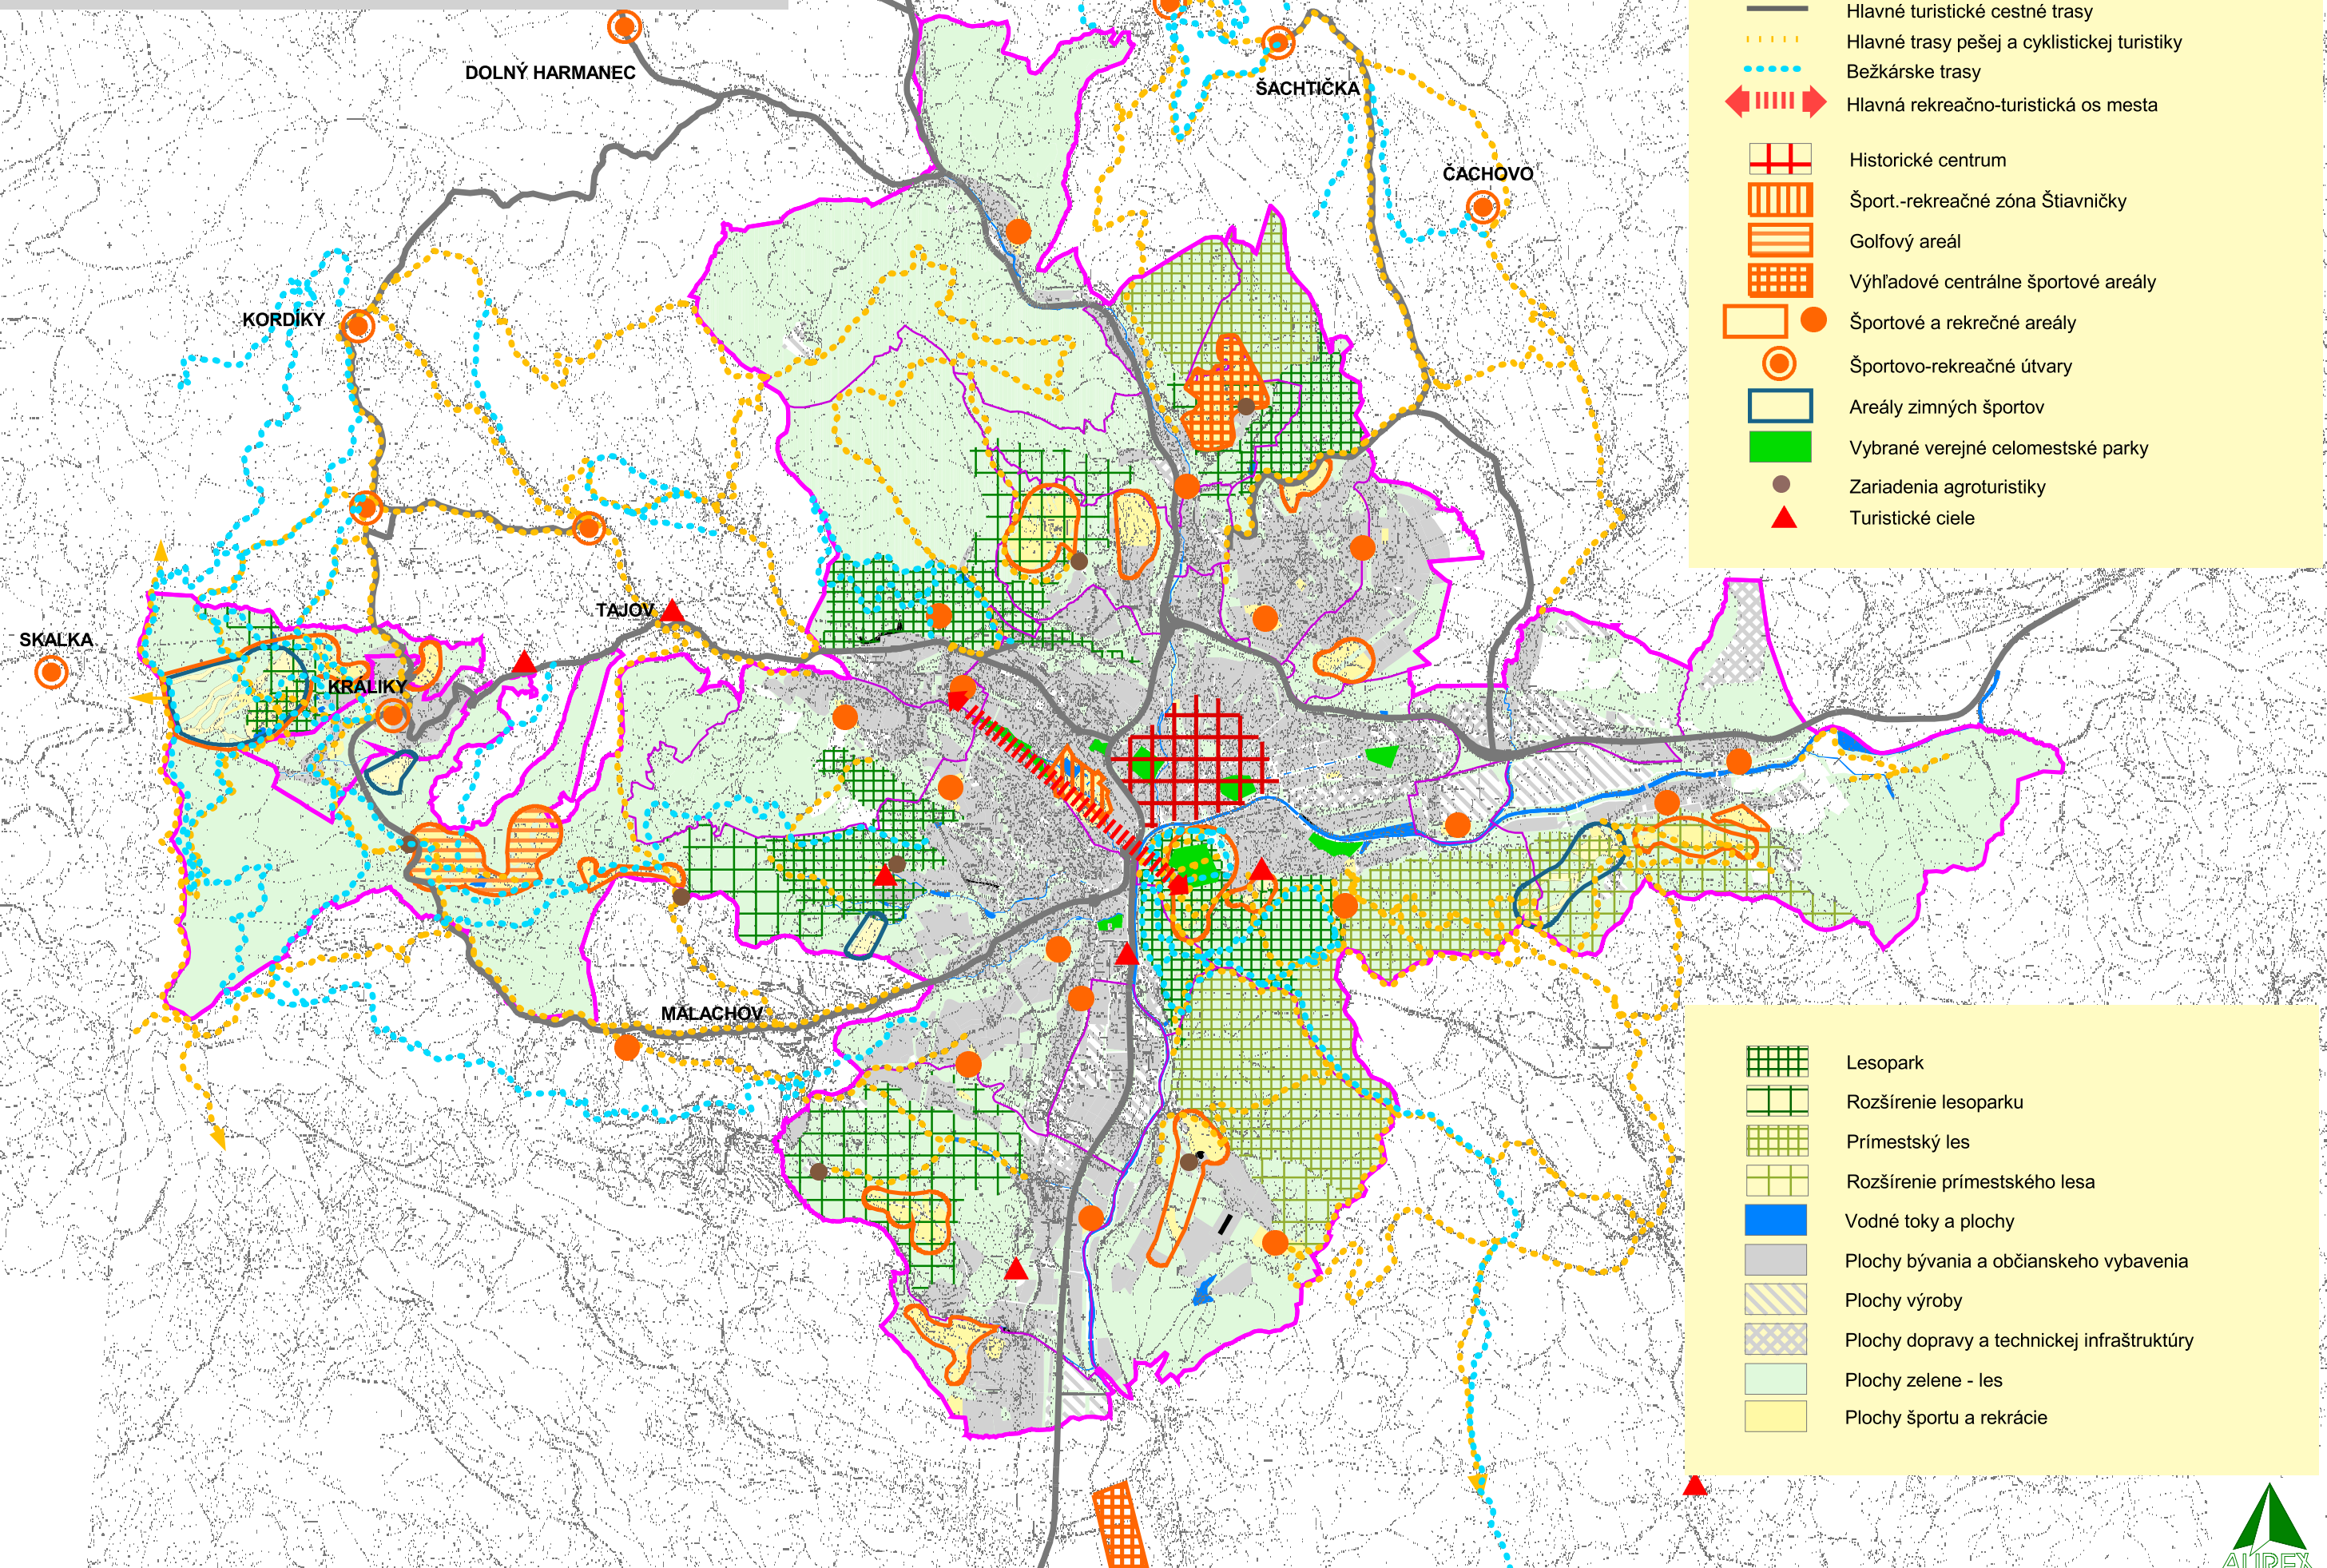 Hlavné turistické cestné trasy
Hlavné trasy pešej a cyklistickej turistiky
Bežkárske trasy
Hlavná rekreačno-turistická os mesta
Historické centrum
Šport.-rekreačné zóna Štiavničky
Golfový areál
Výhľadové centrálne športové areály
Športové a rekrečné areály
Športovo-rekreačné útvary
Areály zimných športov
Vybrané verejné celomestské parky
Zariadenia agroturistiky
Turistické ciele
DOLNÝ HARMANEC
ŠACHTIČKA
ČACHOVO
KORDÍKY
TAJOV
SKALKA
KRÁLIKY
MALACHOV
Lesopark
Rozšírenie lesoparku
Prímestský les
Rozšírenie prímestského lesa
Vodné toky a plochy
Plochy bývania a občianskeho vybavenia
Plochy výroby
Plochy dopravy a technickej infraštruktúry
Plochy zelene - les
Plochy športu a rekrácie
AUREX